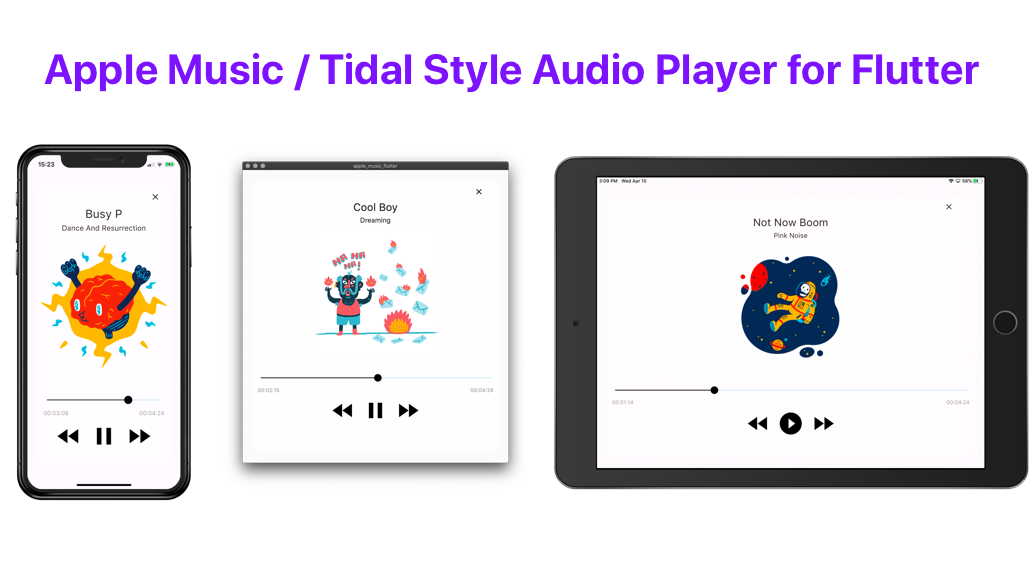 Apple Music / Tidal Style Audio Player for Flutter
15:23
Busy P
Dance And Resurrection
00:03:08
00:04:24
apple_music_flutter
Cool Boy
Dreaming
HA HA
HA!
00:02:15
00:04:24
3:09 PM Wed Apr 15
58%
Not Now Boom
Pink Noise
00:01:14
00:04:24